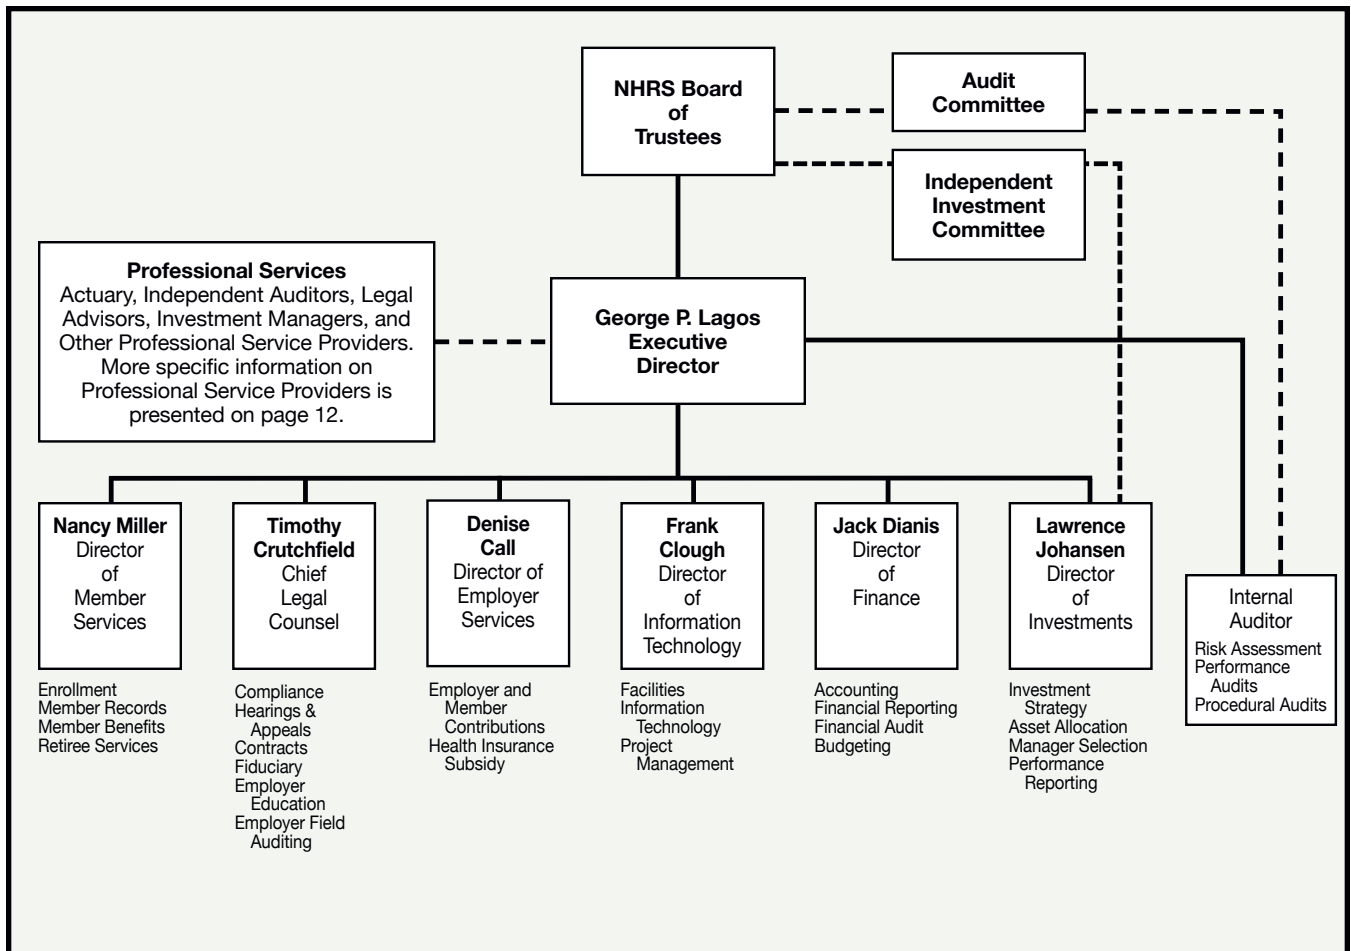 NHRS Board
of
Trustees
Audit
Committee
Independent
Investment
Committee
Professional Services
Actuary, Independent Auditors, Legal
Advisors, Investment Managers, and
Other Professional Service Providers.
More specific information on
Professional Service Providers is
presented on page 12.
George P. Lagos
Executive
Director
Nancy Miller
Director
of
Member
Services
Enrollment
Member Records
Member Benefits
Retiree Services
Timothy
Crutchfield
Chief
Legal
Counsel
Compliance
Hearings &
Appeals
Contracts
Fiduciary
Employer
Education
Employer Field
Auditing
Denise
Call
Director of
Employer
Services
Employer and
Member
Contributions
Health Insurance
Subsidy
Frank
Clough
Director
of
Information
Technology
Facilities
Information
Technology
Project
Management
Jack Dianis
Director
of
Finance
Accounting
Financial Reporting
Financial Audit
Budgeting
Lawrence
Johansen
Director
of
Investments
Investment
Strategy
Asset Allocation
Manager Selection
Performance
Reporting
Internal
Auditor
Risk Assessment
Performance
Audits
Procedural Audits